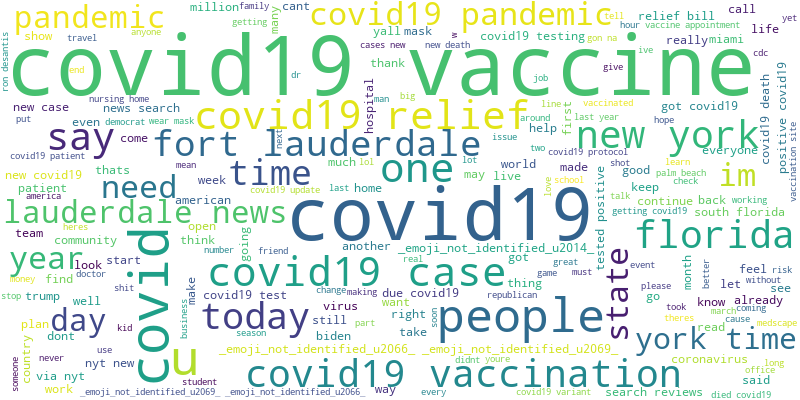 pandemic
million
family
cant
covid19 pandemic
tell
relief bill
call
yet
getting
many
yall
mask
hour
vaccine appointment
life
show
travel
anyone
cases new
w
new death
ive
gon na
really
miami
cdc
ron desantis
covid19 vaccine
covid19 testing
end
dr
thank
job
give
nursing home
man
big
line
vaccinated
new case
news search
covid19 relief
hospital
wear mask
around
first
got covid19
covid19 death
positive covid19
put
even
democrat
next
issue
help
two
hope
say
come
fort lauderdale
new york
everyone
covid19 patient
thats
mean
much
lol
lot
world
covid19 protocol
shot
learn
vaccination site
new covid19
need
time
one
may live
made
good
palm beach
im
patient
week
covid19 update
last
home
love
school
keep
check
america
american
covid19
talk
working
lauderdale news
heres
open
continue
back
getting covid19
south florida
team
community
think
going
number
friend
another
_emoji_not_identified_u2014_
tested positive
florida
year
look
start
real
got
great
event
better
feel
risk
find
doctor
covid
covid19 case
thing
game
must
state
month
without
money
stop
trump
well
shit
make
covid19 test
change
making
due covid19
republican
please
go
let
see
day
business
today
virus
want
soon
people
took
know
already
plan
kid
still
season
part
right
march
coming
dont
biden
take
theres
cause
country
never
use
u
_emoji_not_identified_u2066_
_emoji_not_identified_u2069_
york time
via nyt
nyt new
didnt
youre
coronavirus
read
medscape
someone
work
student
covid19 vaccination
office
long
said
_emoji_not_identified_u2069_
_emoji_not_identified_u2066_
way
every
covid19 variant
search reviews
died covid19